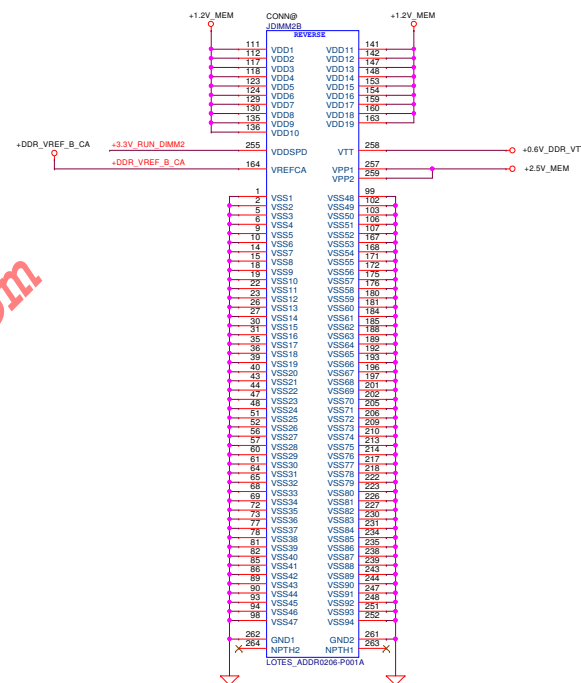 +1.2V_MEM CONN@ +1.2V_MEM
JDIMM2B
REVERSE
111 VDD1 VDD11 141
112 VDD2 VDD12 142
117 VDD3 VDD13 147
118 VDD4 VDD14 148
123 VDD5 VDD15 153
124 VDD6 VDD16 154
129 VDD7 VDD17 159
130 VDD8 VDD18 160
135 VDD9 VDD19 163
136 VDD10
+DDR_VREF_B_CA +3.3V_RUN_DIMM2 255 VDDSPD VTT 258 +0.6V_DDR_VT
+DDR_VREF_B_CA 164 VREFCA VPP1 257 +2.5V_MEM
VPP2 259
1 VSS1 VSS48 99
2 VSS2 VSS49 102
5 VSS3 VSS50 103
6 VSS4 VSS51 106
9 VSS5 VSS52 107
10 VSS6 VSS53 167
14 VSS7 VSS54 168
15 VSS8 VSS55 171
18 VSS9 VSS56 172
19 VSS10 VSS57 175
22 VSS11 VSS58 176
23 VSS12 VSS59 180
26 VSS13 VSS60 181
27 VSS14 VSS61 184
30 VSS15 VSS62 185
31 VSS16 VSS63 188
35 VSS17 VSS64 189
36 VSS18 VSS65 192
39 VSS19 VSS66 193
40 VSS20 VSS67 196
43 VSS21 VSS68 197
44 VSS22 VSS69 201
47 VSS23 VSS70 202
48 VSS24 VSS71 205
51 VSS25 VSS72 206
52 VSS26 VSS73 209
56 VSS27 VSS74 210
57 VSS28 VSS75 213
60 VSS29 VSS76 214
61 VSS30 VSS77 217
64 VSS31 VSS78 218
65 VSS32 VSS79 222
68 VSS33 VSS80 223
69 VSS34 VSS81 226
72 VSS35 VSS82 227
73 VSS36 VSS83 230
77 VSS37 VSS84 231
78 VSS38 VSS85 234
81 VSS39 VSS86 235
82 VSS40 VSS87 238
85 VSS41 VSS88 239
86 VSS42 VSS89 243
89 VSS43 VSS90 244
90 VSS44 VSS91 247
93 VSS45 VSS92 248
94 VSS46 VSS93 251
98 VSS47 VSS94 252
262 GND1 GND2 261
264 NPTH2 NPTH1 263
LOTES_ADDR0206-P001A
om